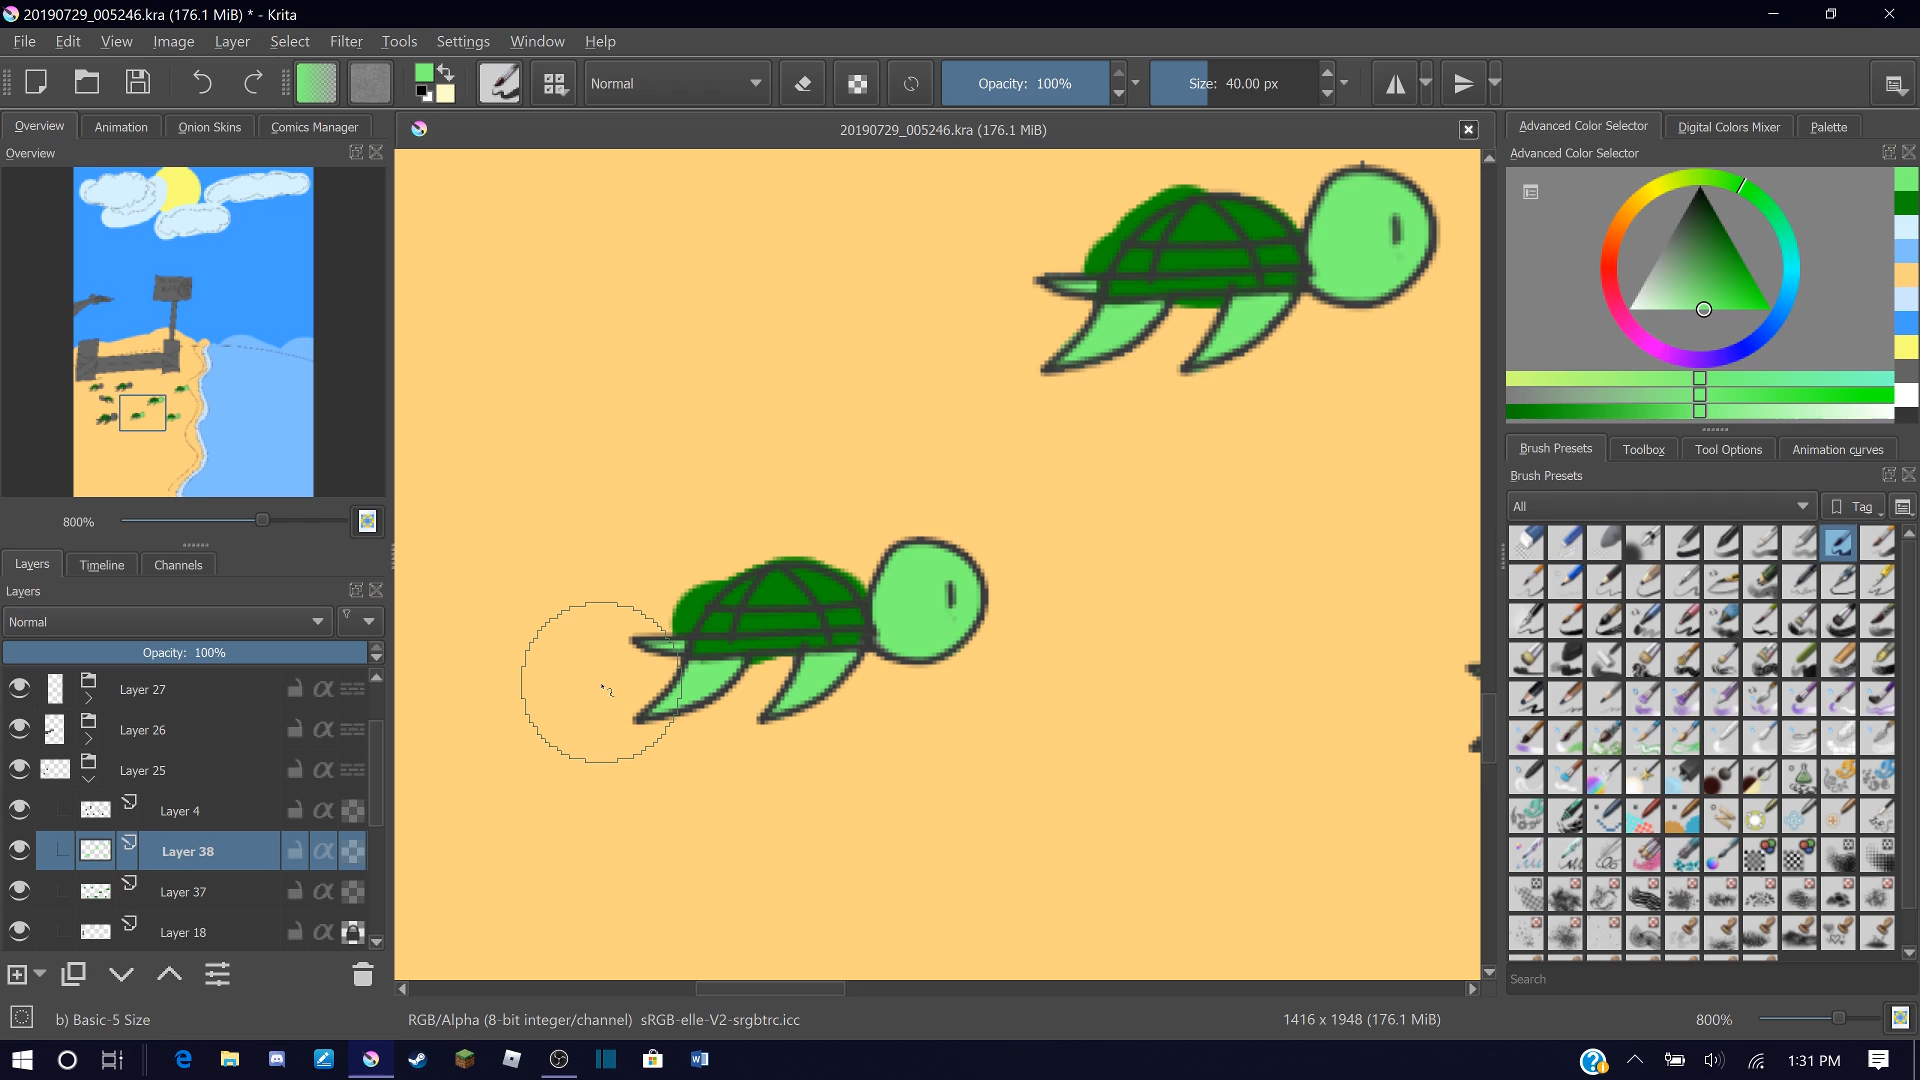 20190729_005246.kra (176.1 MiB) * - Krita
File Edit View Image Layer Select Filter Tools Settings Window Help
Normal Opacity: 100% Size: 40.00 px
Overview Animation Onion Skins Comics Manager
20190729_005246.kra (176.1 MiB)
Advanced Color Selector Digital Colors Mixer Palette
Overview
Advanced Color Selector
Brush Presets Toolbox Tool Options Animation curves
Brush Presets
All Tag
800%
Layers Timeline Channels
Layers
Normal
Opacity: 100%
Layer 27
Layer 26
Layer 25
Layer 4
Layer 38
Layer 37
Layer 18
Search
b) Basic-5 Size
RGB/Alpha (8-bit integer/channel) sRGB-elle-V2-srgbtrc.icc
1416 x 1948 (176.1 MiB)
800%
1:31 PM